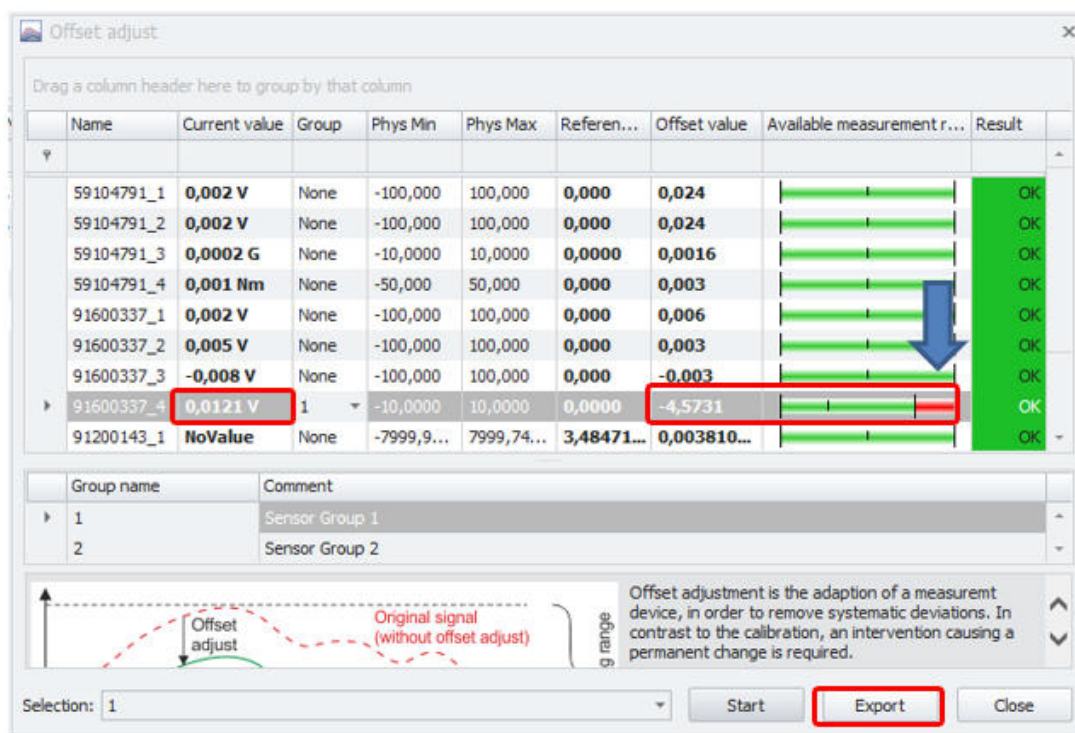 Offset adjust
Drag a column header here to group by that column
Name Current value Group Phys Min Phys Max Referen... Offset value Available measurement r... Result
59104791_1 0,002 V None -100,000 100,000 0,000 0,024 OK
59104791_2 0,002 V None -100,000 100,000 0,000 0,024 OK
59104791_3 0,0002 G None -10,0000 10,0000 0,0000 0,0016 OK
59104791_4 0,001 Nm None -50,000 50,000 0,000 0,003 OK
91600337_1 0,002 V None -100,000 100,000 0,000 0,006 OK
91600337_2 0,005 V None -100,000 100,000 0,000 0,003 OK
91600337_3 -0,008 V None -100,000 100,000 0,000 -0,003 OK
91600337_4 0,0121 V 1 -10,0000 10,0000 0,0000 -4,5731 OK
91200143_1 NoValue None -7999,9... 7999,74... 3,48471... 0,003810... OK
Group name Comment
1 Sensor Group 1
2 Sensor Group 2
Offset
adjust
Original signal
(without offset adjust)
g range
Offset adjustment is the adaption of a measuremt
device, in order to remove systematic deviations. In
contrast to the calibration, an intervention causing a
permanent change is required.
Selection: 1 Start Export Close